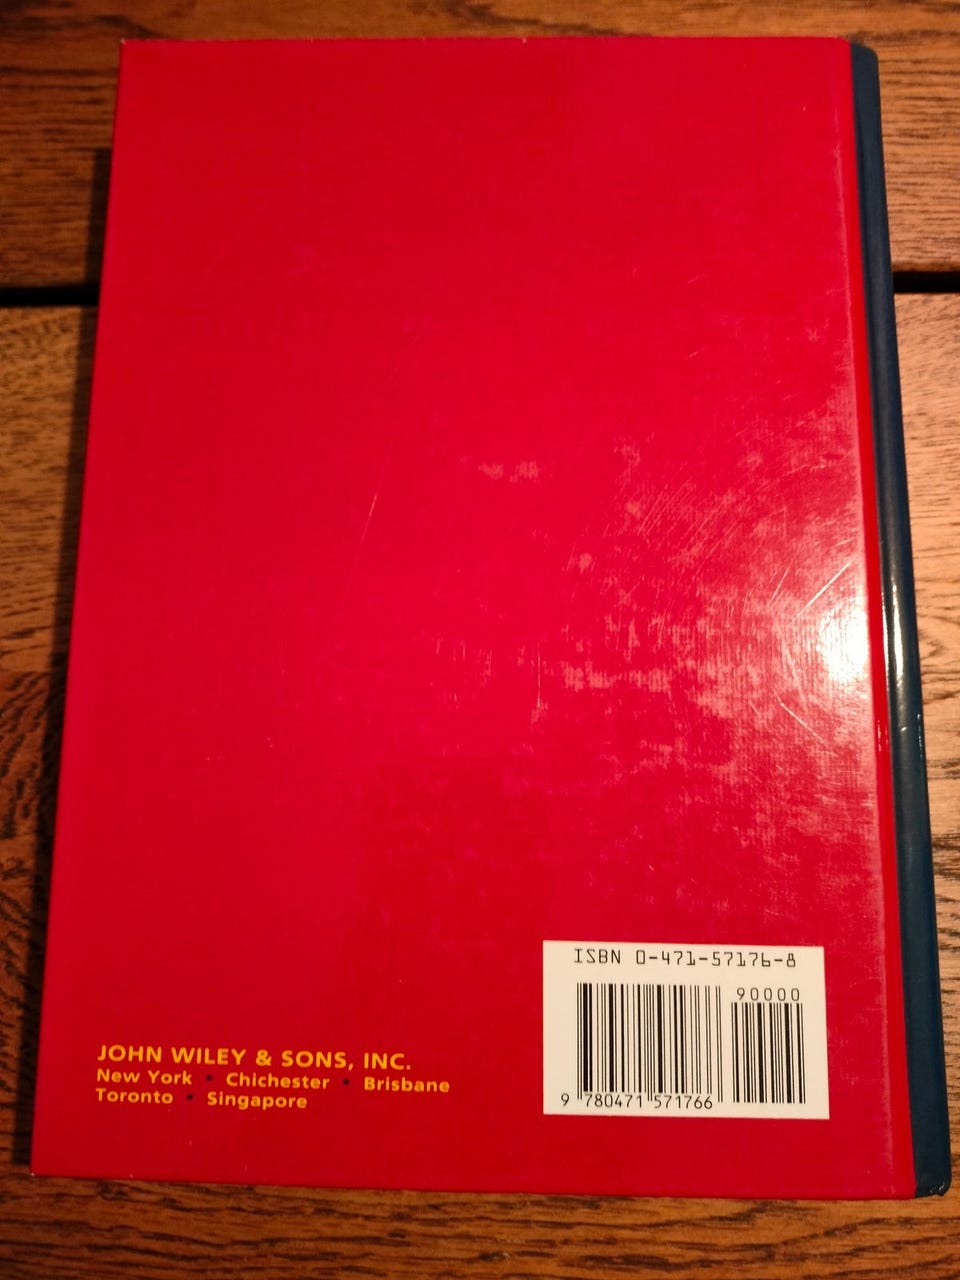 ISBN 0-471-57176-8
90000
9 780471 571766
JOHN WILEY & SONS, INC.
New York • Chichester • Brisbane
Toronto • Singapore